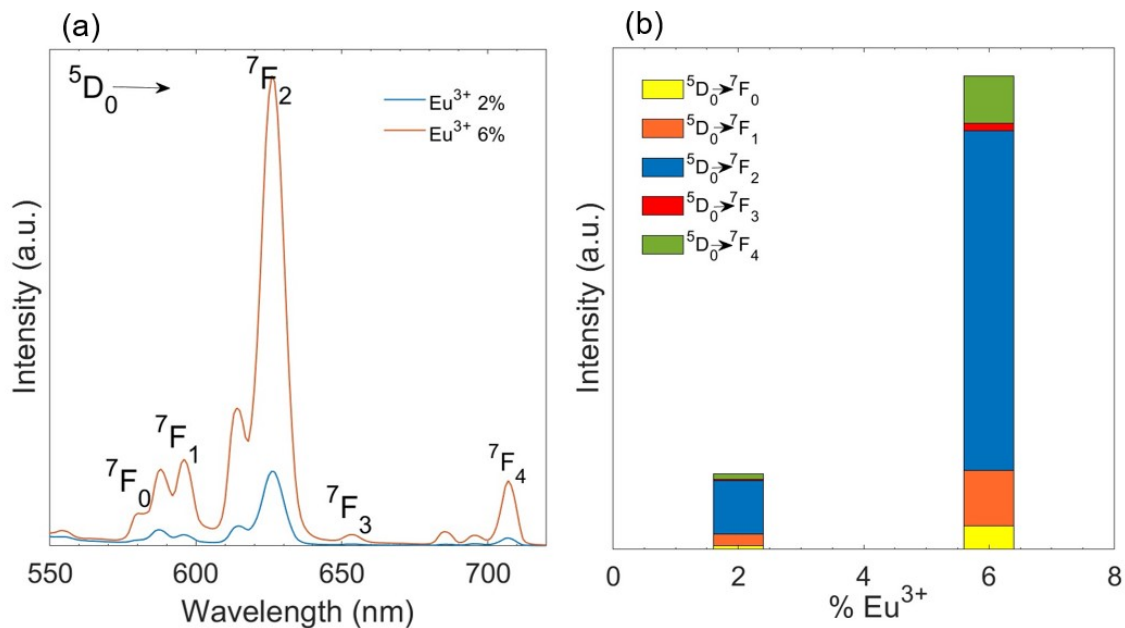 (a)
⁵D₀ →
⁷F₂
Eu³⁺ 2%
Eu³⁺ 6%
⁷F₀
⁷F₁
⁷F₃
⁷F₄
Intensity (a.u.)
550 600 650 700
Wavelength (nm)
(b)
⁵D₀→⁷F₀
⁵D₀→⁷F₁
⁵D₀→⁷F₂
⁵D₀→⁷F₃
⁵D₀→⁷F₄
Intensity (a.u.)
0 2 4 6 8
% Eu³⁺